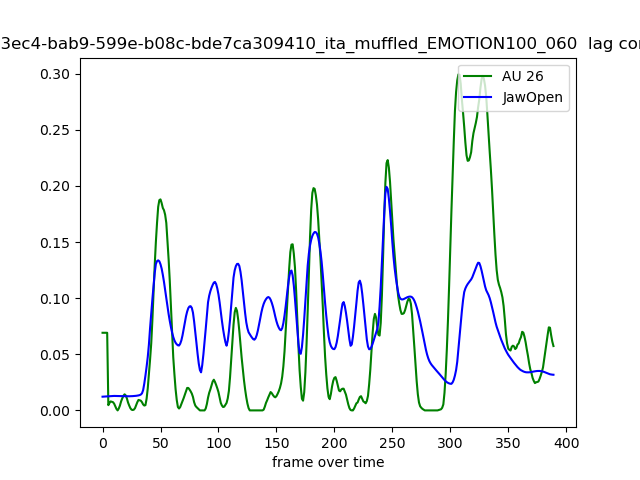 3ec4-bab9-599e-b08c-bde7ca309410_ita_muffled_EMOTION100_060 lag cor
AU 26
JawOpen
0.30
0.25
0.20
0.15
0.10
0.05
0.00
0 50 100 150 200 250 300 350 400
frame over time